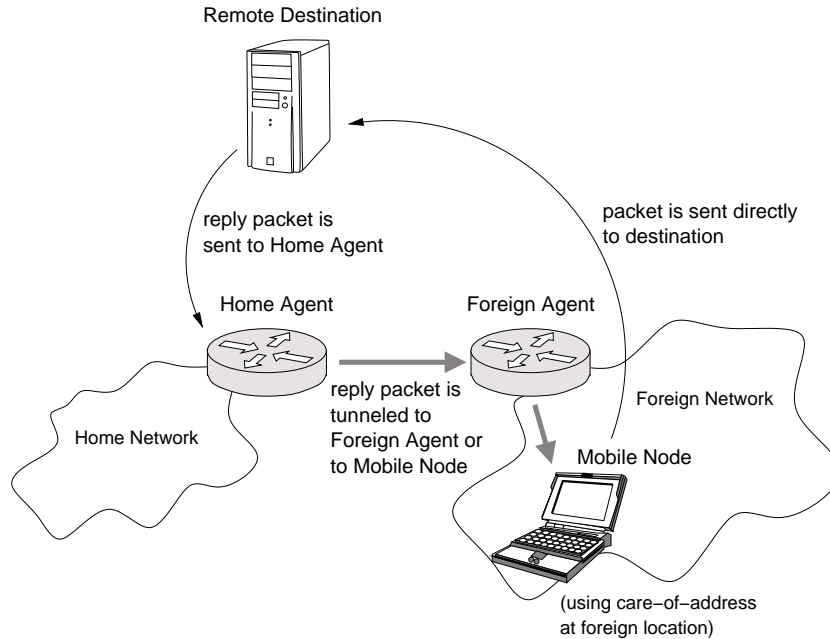 Remote Destination
reply packet is
sent to Home Agent
packet is sent directly
to destination
Home Agent
Foreign Agent
reply packet is
tunneled to
Foreign Agent or
to Mobile Node
Home Network
Foreign Network
Mobile Node
(using care−of−address
at foreign location)